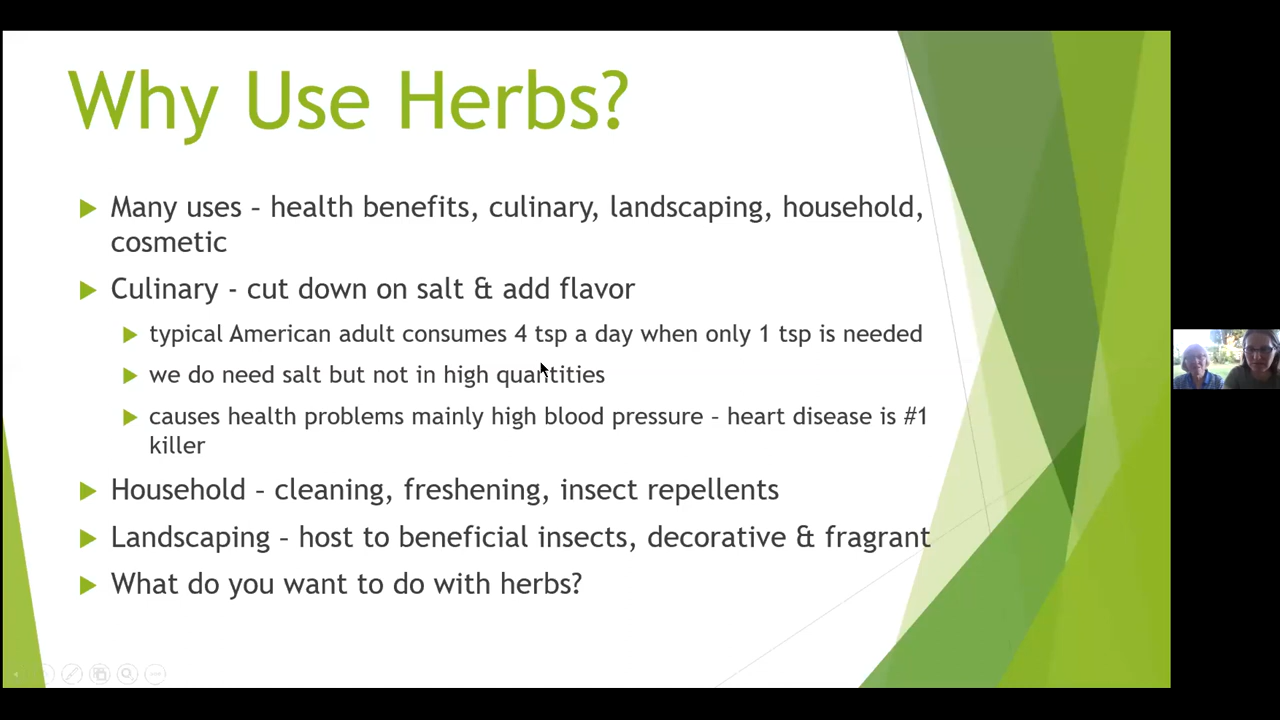 Why Use Herbs?
Many uses – health benefits, culinary, landscaping, household,
cosmetic
Culinary - cut down on salt & add flavor
typical American adult consumes 4 tsp a day when only 1 tsp is needed
we do need salt but not in high quantities
causes health problems mainly high blood pressure – heart disease is #1
killer
Household – cleaning, freshening, insect repellents
Landscaping – host to beneficial insects, decorative & fragrant
What do you want to do with herbs?